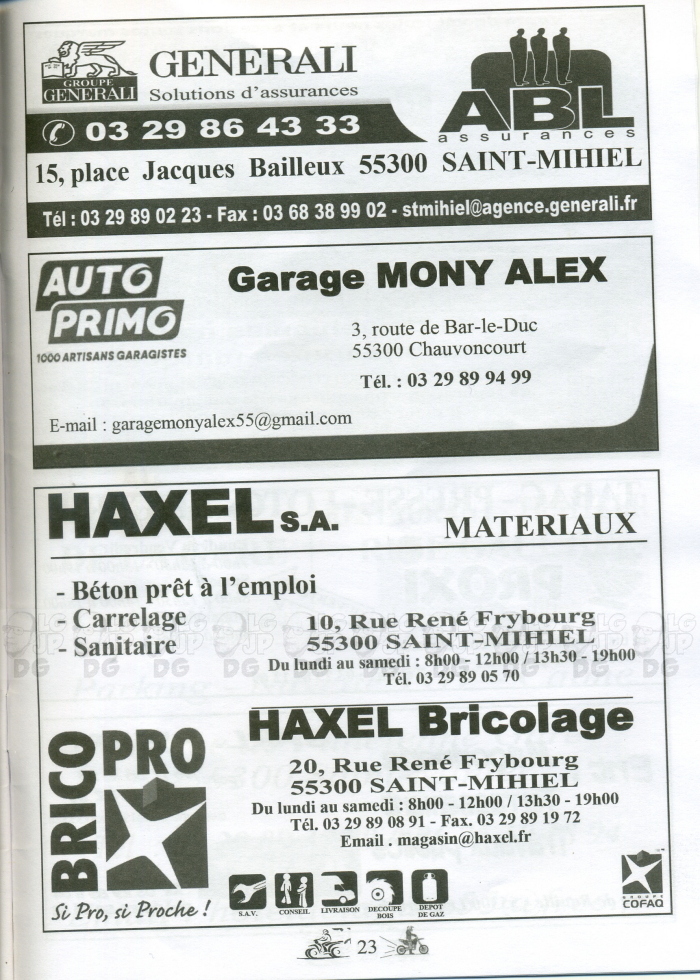 GROUPE
GENERALI
GENERALI
Solutions d'assurances
ABL
assurances
03 29 86 43 33
15, place Jacques Bailleux 55300 SAINT-MIHIEL
Tél : 03 29 89 02 23 - Fax : 03 68 38 99 02 - stmihiel@agence.generali.fr
AUTO
PRIMO
1000 ARTISANS GARAGISTES
Garage MONY ALEX
3, route de Bar-le-Duc
55300 Chauvoncourt
Tél. : 03 29 89 94 99
E-mail : garagemonyalex55@gmail.com
HAXEL S.A.
MATERIAUX
- Béton prêt à l'emploi
- Carrelage
- Sanitaire
10, Rue René Frybourg
55300 SAINT-MIHIEL
Du lundi au samedi : 8h00 - 12h00 / 13h30 - 19h00
Tél. 03 29 89 05 70
BRICO PRO
Si Pro, si Proche !
HAXEL Bricolage
20, Rue René Frybourg
55300 SAINT-MIHIEL
Du lundi au samedi : 8h00 - 12h00 / 13h30 - 19h00
Tél. 03 29 89 08 91 - Fax. 03 29 89 19 72
Email . magasin@haxel.fr
S.A.V.
CONSEIL
LIVRAISON
DECOUPE
BOIS
DEPOT
DE GAZ
GROUPE
COFAQ
23